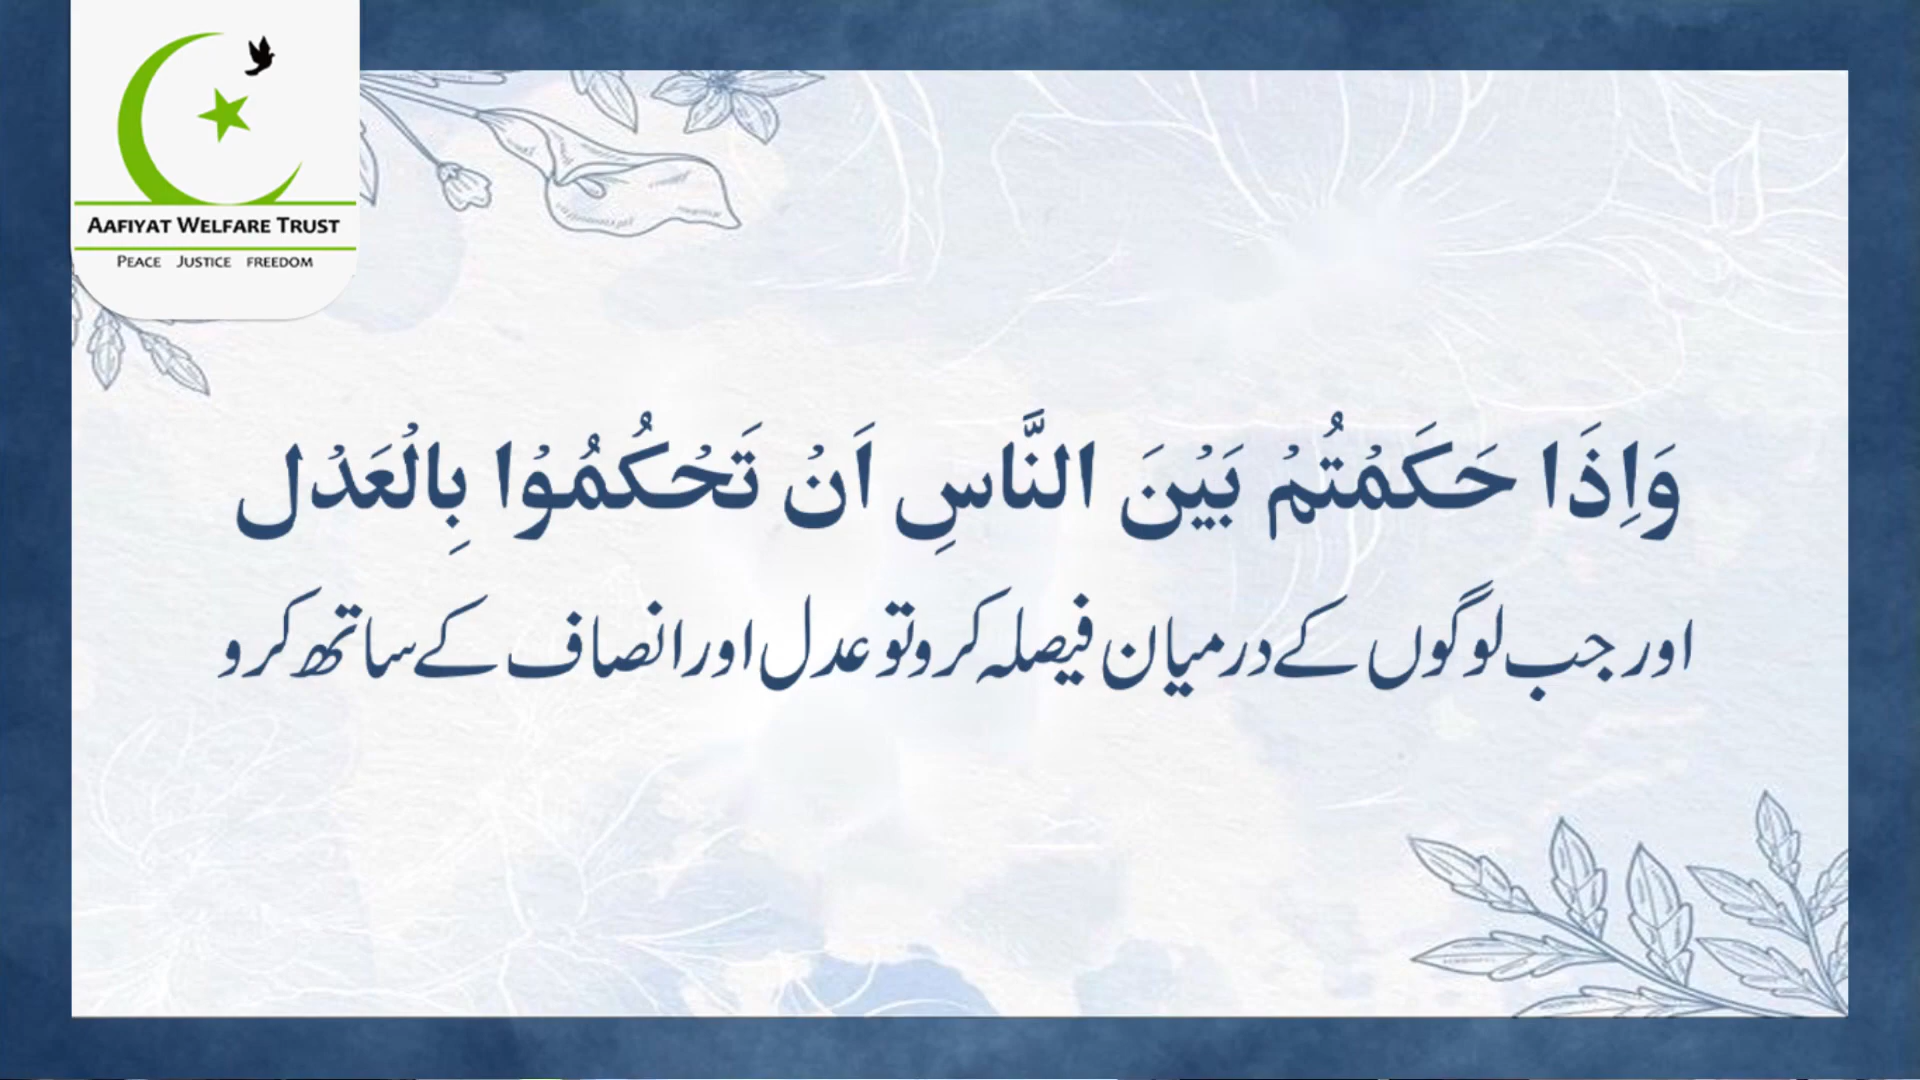 AAFIYAT WELFARE TRUST
PEACE JUSTICE FREEDOM
وَاِذَا حَكَمْتُمْ بَيْنَ النَّاسِ اَنْ تَحْكُمُوْا بِالْعَدْل
اور جب لوگوں کے درمیان فیصلہ کرو تو عدل اور انصاف کے ساتھ کرو